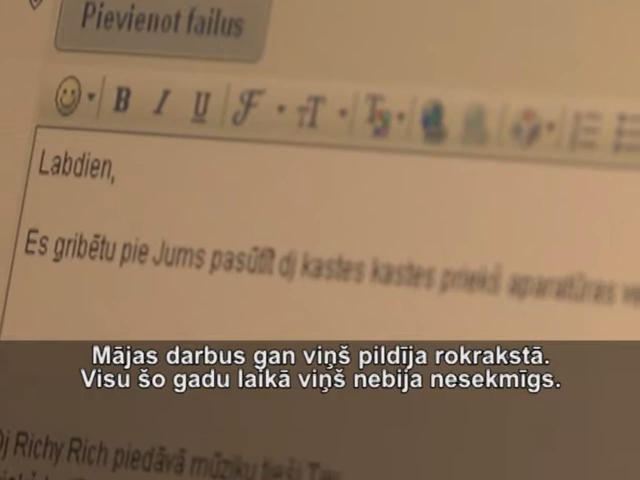 Pievienot failus
B I U F T T
Labdien,
Es gribētu pie Jums pasūtīt dj kastes kastes priekš aparatūras
Mājas darbus gan viņš pildīja rokrakstā.
Visu šo gadu laikā viņš nebija nesekmīgs.
Dj Richy Rich piedāvā mūziku tieši